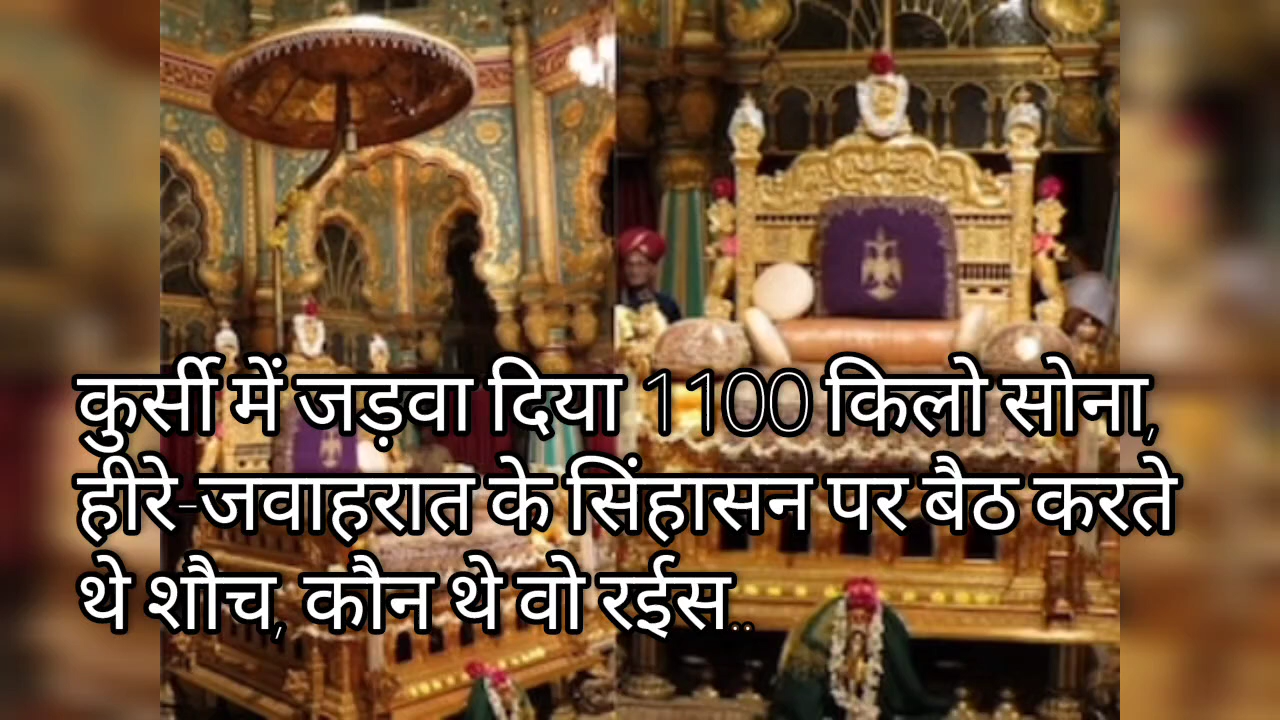 कुर्सी में जड़वा दिया 1100 किलो सोना,
हीरे-जवाहरात के सिंहासन पर बैठ करते
थे शौच, कौन थे वो रईस..